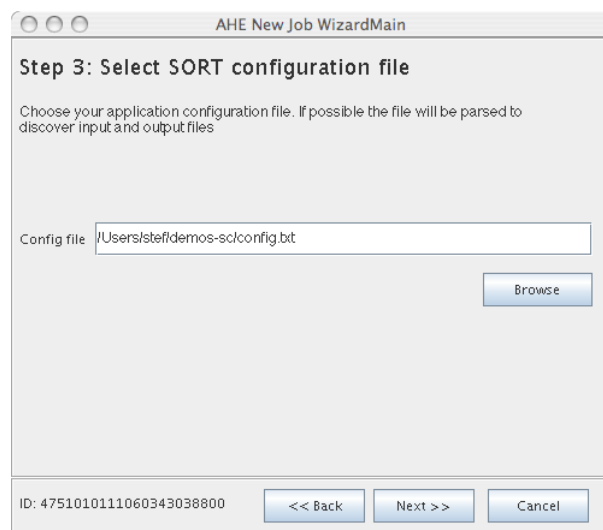 AHE New Job WizardMain
Step 3: Select SORT configuration file
Choose your application configuration file. If possible the file will be parsed to
discover input and output files
Config file /Users/stef/demos-sc/config.txt
Browse
ID: 4751010111060343038800 << Back Next >> Cancel